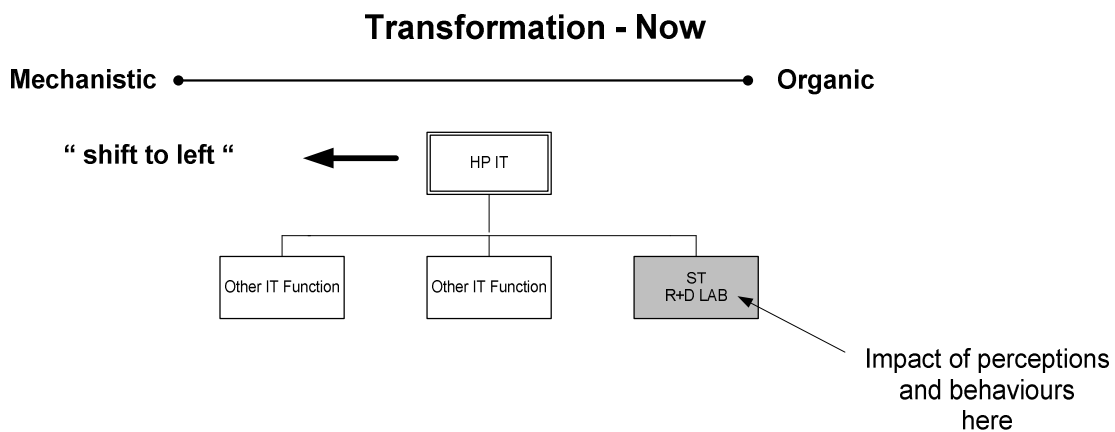 Transformation - Now
Mechanistic
Organic
“ shift to left “
HP IT
Other IT Function
Other IT Function
ST
R+D LAB
Impact of perceptions
and behaviours
here